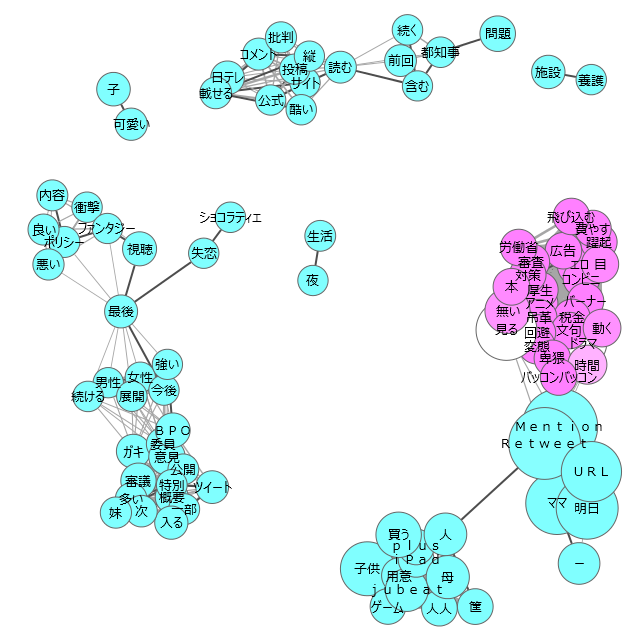 続く
問題
批判
都知事
コメント
縦
前回
読む
投稿
施設
日テレ
養護
サイト
子
載せる
含む
公式
酷い
可愛い
内容
衝撃
ショコラティエ
飛び込む
費やす
良い
ファンタジー
生活
躍起
ポリシー
視聴
労働省
広告
失恋
審査
悪い
エロ
目
対策
夜
コンビニ
本
厚生
アニメ
バーナー
最後
無い
吊革
税金
見る
回避
文句
動く
変態
ドラマ
卑猥
強い
時間
女性
男性
バッコンバッコン
今後
続ける
展開
Mention
BPO
Retweet
委員
ガキ
意見
公開
URL
審議
特別
ツイート
多い
概要
ママ
一部
明日
妹
次
入る
買う
人
plus
iPad
ー
子供
用意
母
jubeat
ゲーム
人人
筐